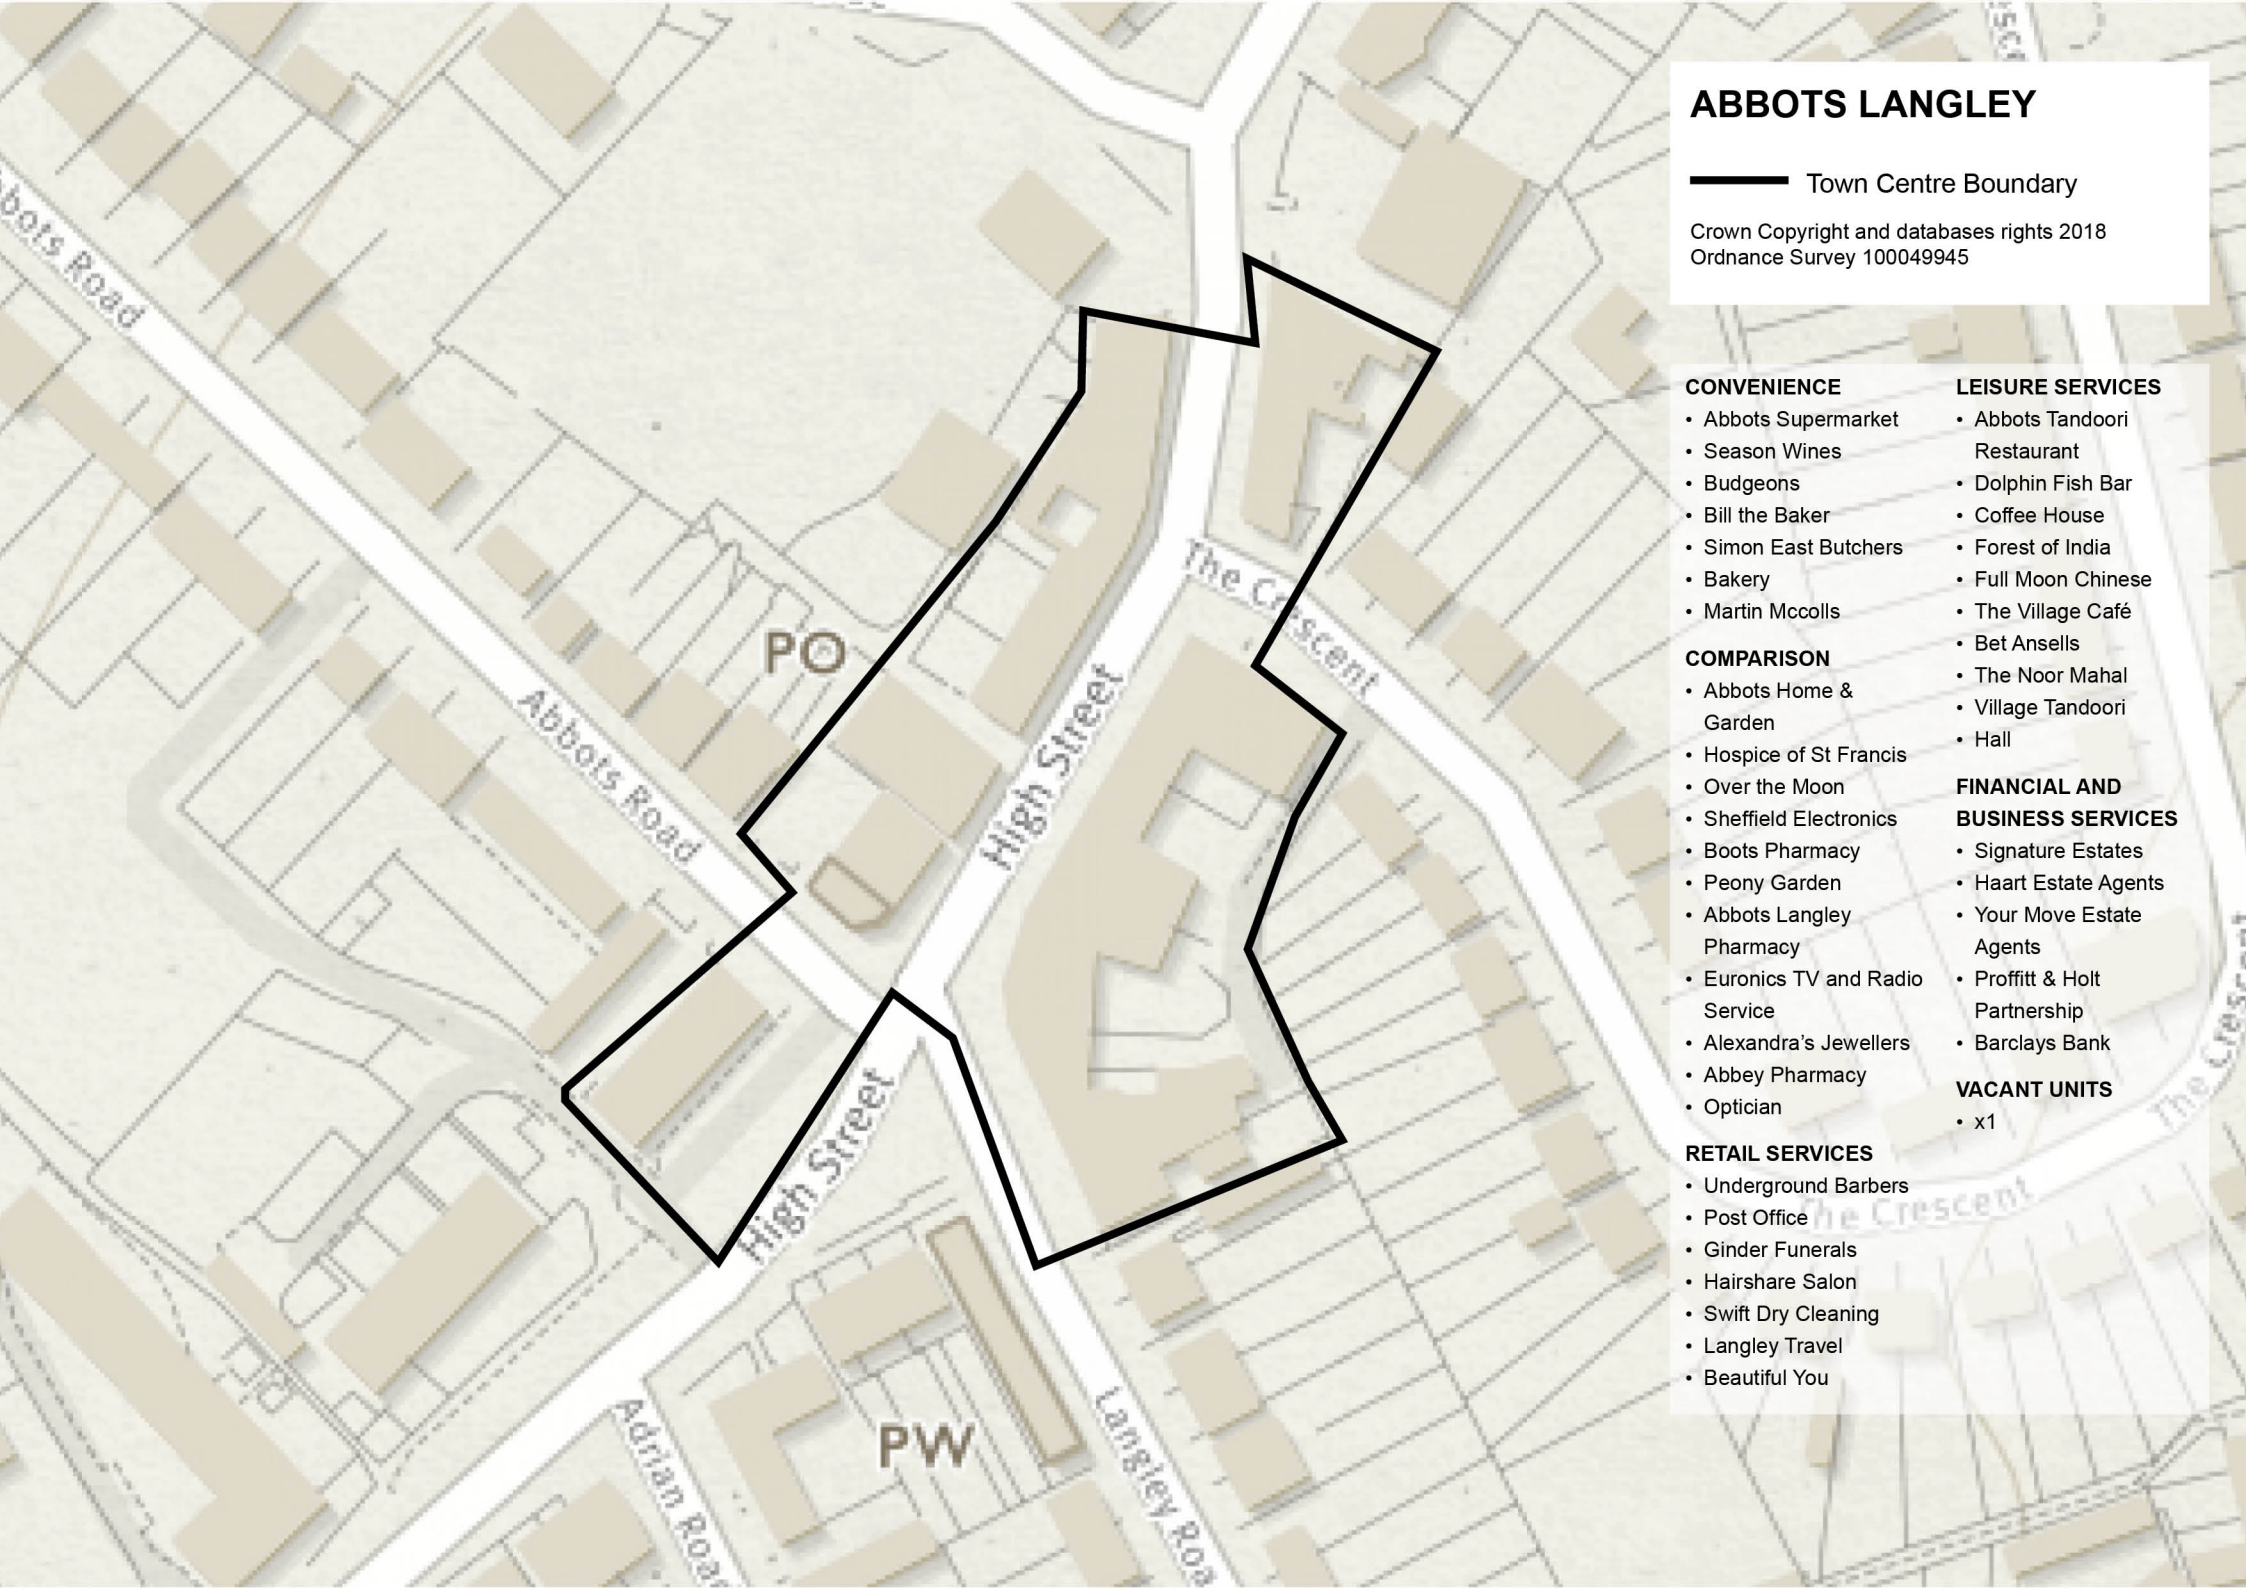 ABBOTS LANGLEY
Town Centre Boundary
Crown Copyright and databases rights 2018
Ordnance Survey 100049945
CONVENIENCE
• Abbots Supermarket
• Season Wines
• Budgeons
• Bill the Baker
• Simon East Butchers
• Bakery
• Martin Mccolls
COMPARISON
• Abbots Home &
Garden
• Hospice of St Francis
• Over the Moon
• Sheffield Electronics
• Boots Pharmacy
• Peony Garden
• Abbots Langley
Pharmacy
• Euronics TV and Radio
Service
• Alexandra’s Jewellers
• Abbey Pharmacy
• Optician
RETAIL SERVICES
• Underground Barbers
• Post Office
• Ginder Funerals
• Hairshare Salon
• Swift Dry Cleaning
• Langley Travel
• Beautiful You
LEISURE SERVICES
• Abbots Tandoori
Restaurant
• Dolphin Fish Bar
• Coffee House
• Forest of India
• Full Moon Chinese
• The Village Café
• Bet Ansells
• The Noor Mahal
• Village Tandoori
• Hall
FINANCIAL AND
BUSINESS SERVICES
• Signature Estates
• Haart Estate Agents
• Your Move Estate
Agents
• Proffitt & Holt
Partnership
• Barclays Bank
VACANT UNITS
• x1
bbots Road
Abbots Road
PO
High Street
The Crescent
High Street
PW
Adrian Road
Langley Roa
The Crescent
The Crescent